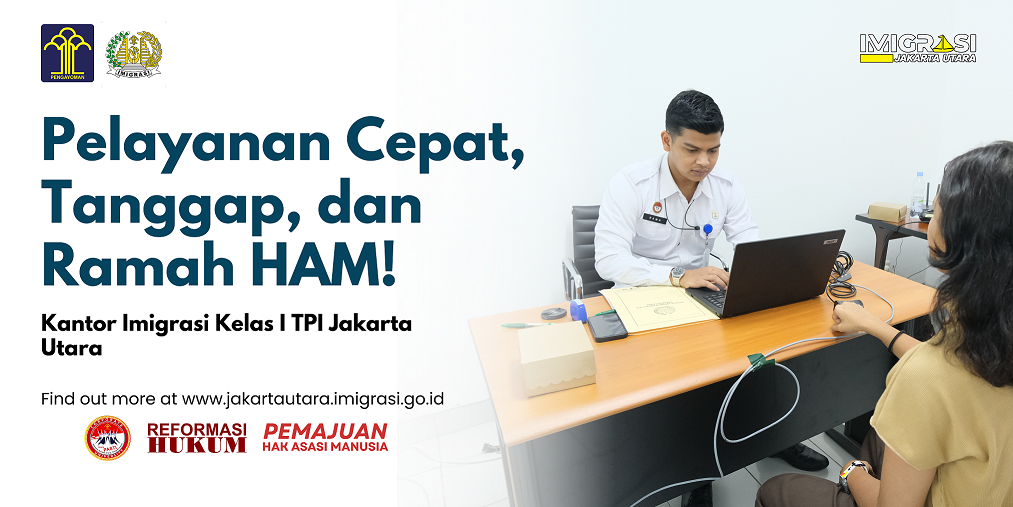 PENGAYOMAN
IMIGRASI
IMIGRASI
JAKARTA UTARA
Pelayanan Cepat,
Tanggap, dan
Ramah HAM!
Kantor Imigrasi Kelas I TPI Jakarta
Utara
Find out more at www.jakartautara.imigrasi.go.id
REFORMASI
HUKUM
PEMAJUAN
HAK ASASI MANUSIA